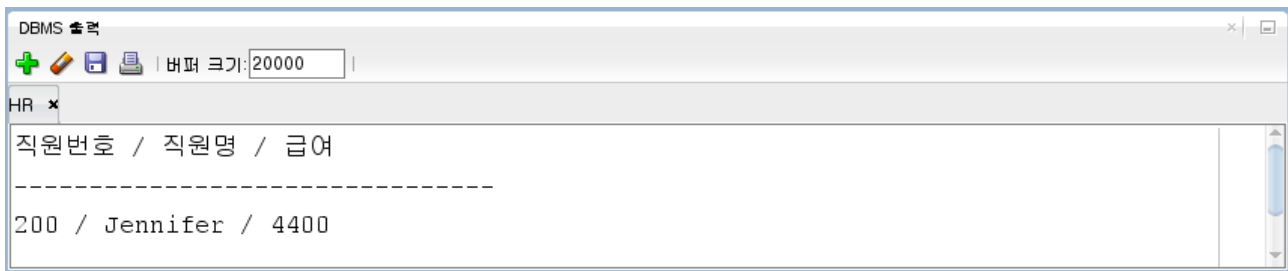 DBMS 출력
버퍼 크기:20000
HR
직원번호 / 직원명 / 급여
--------------------------------
200 / Jennifer / 4400